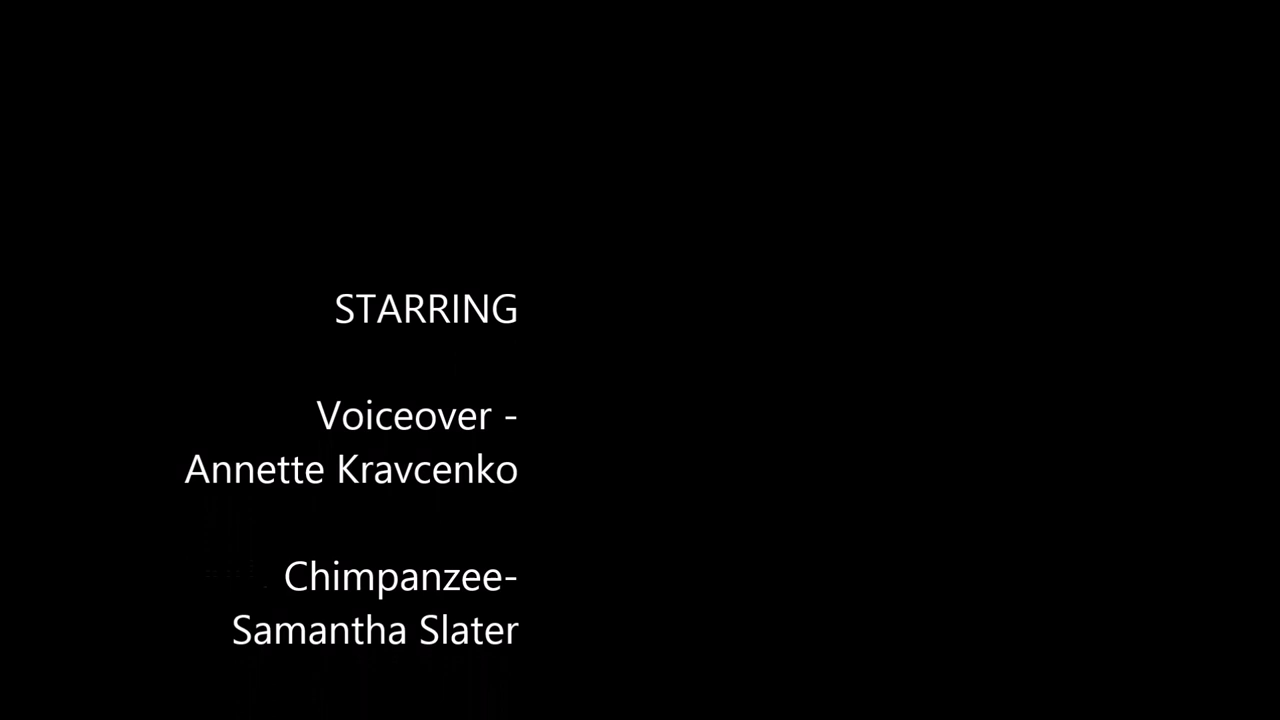 STARRING
Voiceover -
Annette Kravcenko
Chimpanzee-
Samantha Slater